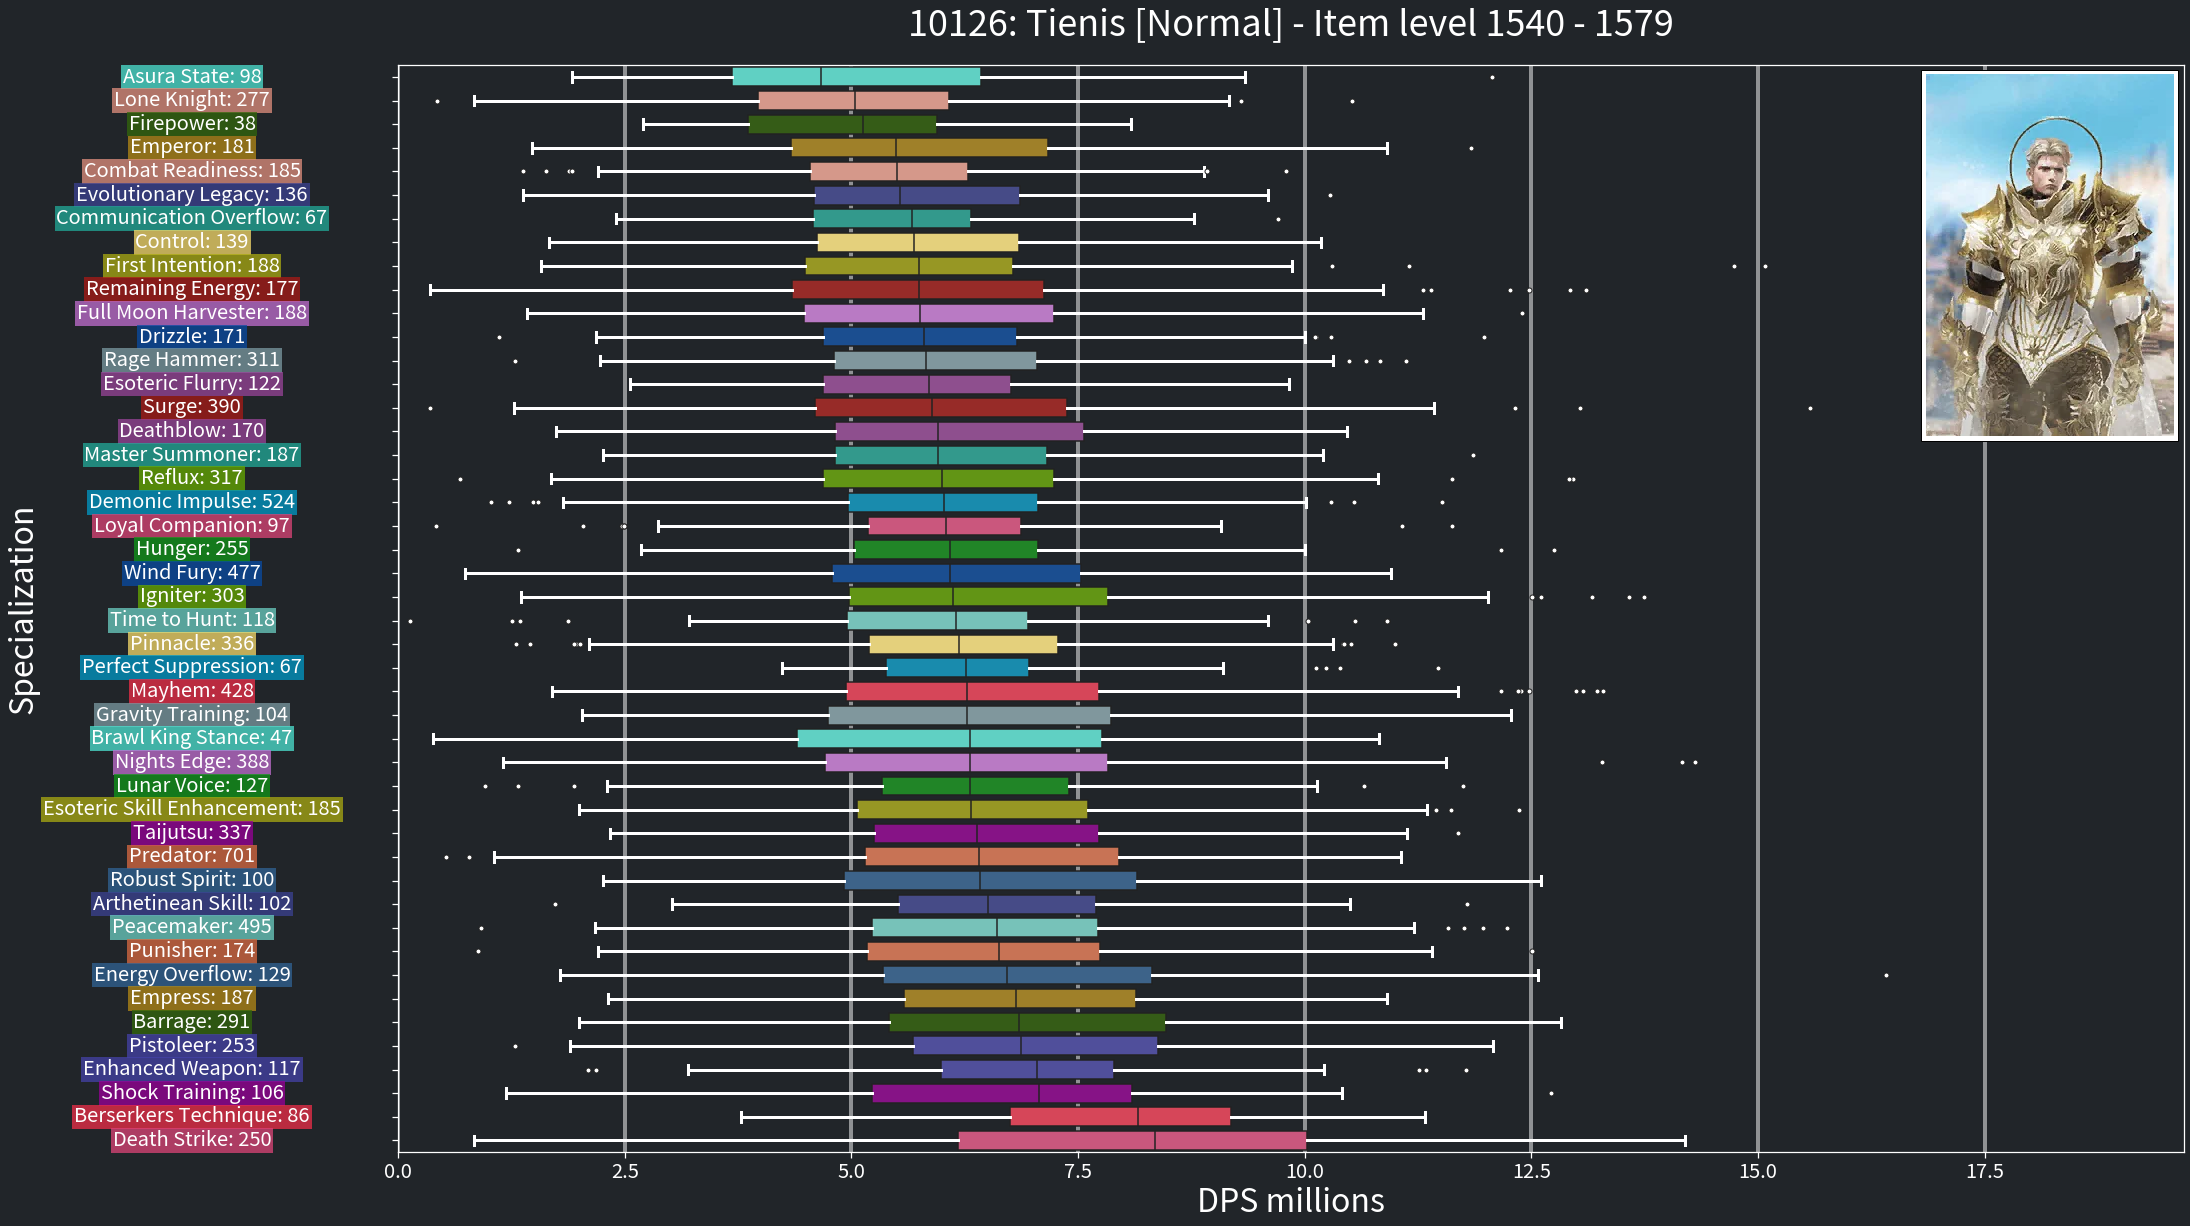 10126: Tienis [Normal] - Item level 1540 - 1579
Asura State: 98
Lone Knight: 277
Firepower: 38
Emperor: 181
Combat Readiness: 185
Evolutionary Legacy: 136
Communication Overflow: 67
Control: 139
First Intention: 188
Remaining Energy: 177
Full Moon Harvester: 188
Drizzle: 171
Rage Hammer: 311
Esoteric Flurry: 122
Surge: 390
Deathblow: 170
Master Summoner: 187
Reflux: 317
Demonic Impulse: 524
Loyal Companion: 97
Hunger: 255
Wind Fury: 477
Igniter: 303
Time to Hunt: 118
Pinnacle: 336
Perfect Suppression: 67
Mayhem: 428
Gravity Training: 104
Brawl King Stance: 47
Nights Edge: 388
Lunar Voice: 127
Esoteric Skill Enhancement: 185
Taijutsu: 337
Predator: 701
Robust Spirit: 100
Arthetinean Skill: 102
Peacemaker: 495
Punisher: 174
Energy Overflow: 129
Empress: 187
Barrage: 291
Pistoleer: 253
Enhanced Weapon: 117
Shock Training: 106
Berserkers Technique: 86
Death Strike: 250
Specialization
0.0 2.5 5.0 7.5 10.0 12.5 15.0 17.5
DPS millions